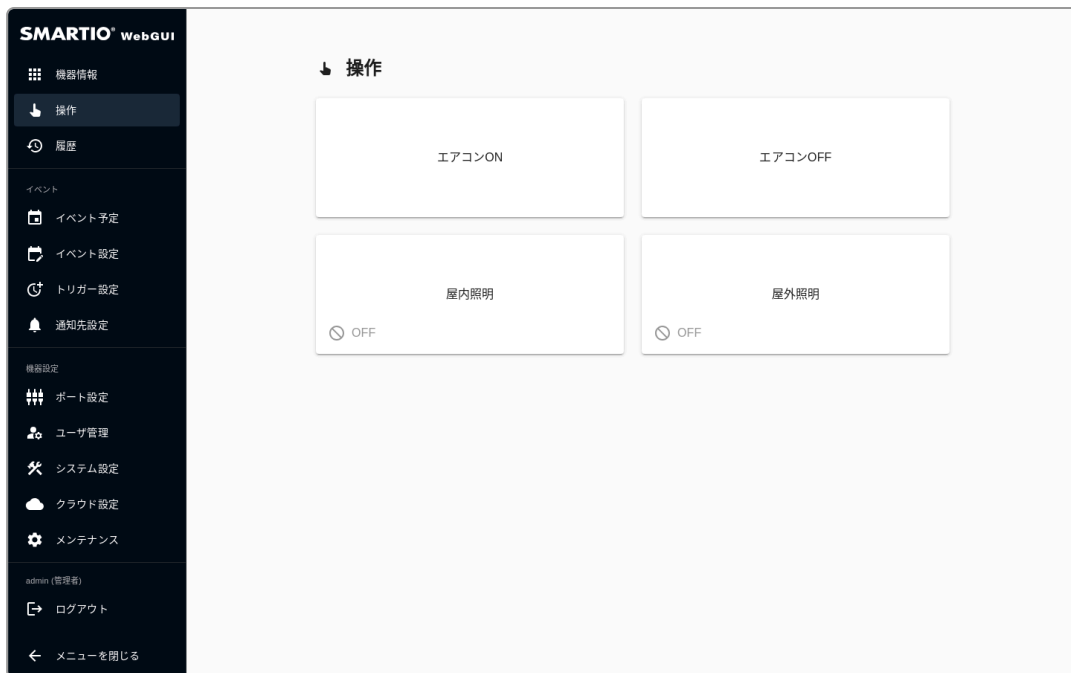 SMARTIO® WebGUI
機器情報
操作
履歴
イベント
イベント予定
イベント設定
トリガー設定
通知先設定
機器設定
ポート設定
ユーザ管理
システム設定
クラウド設定
メンテナンス
admin (管理者)
ログアウト
メニューを閉じる
操作
エアコンON
エアコンOFF
屋内照明
OFF
屋外照明
OFF